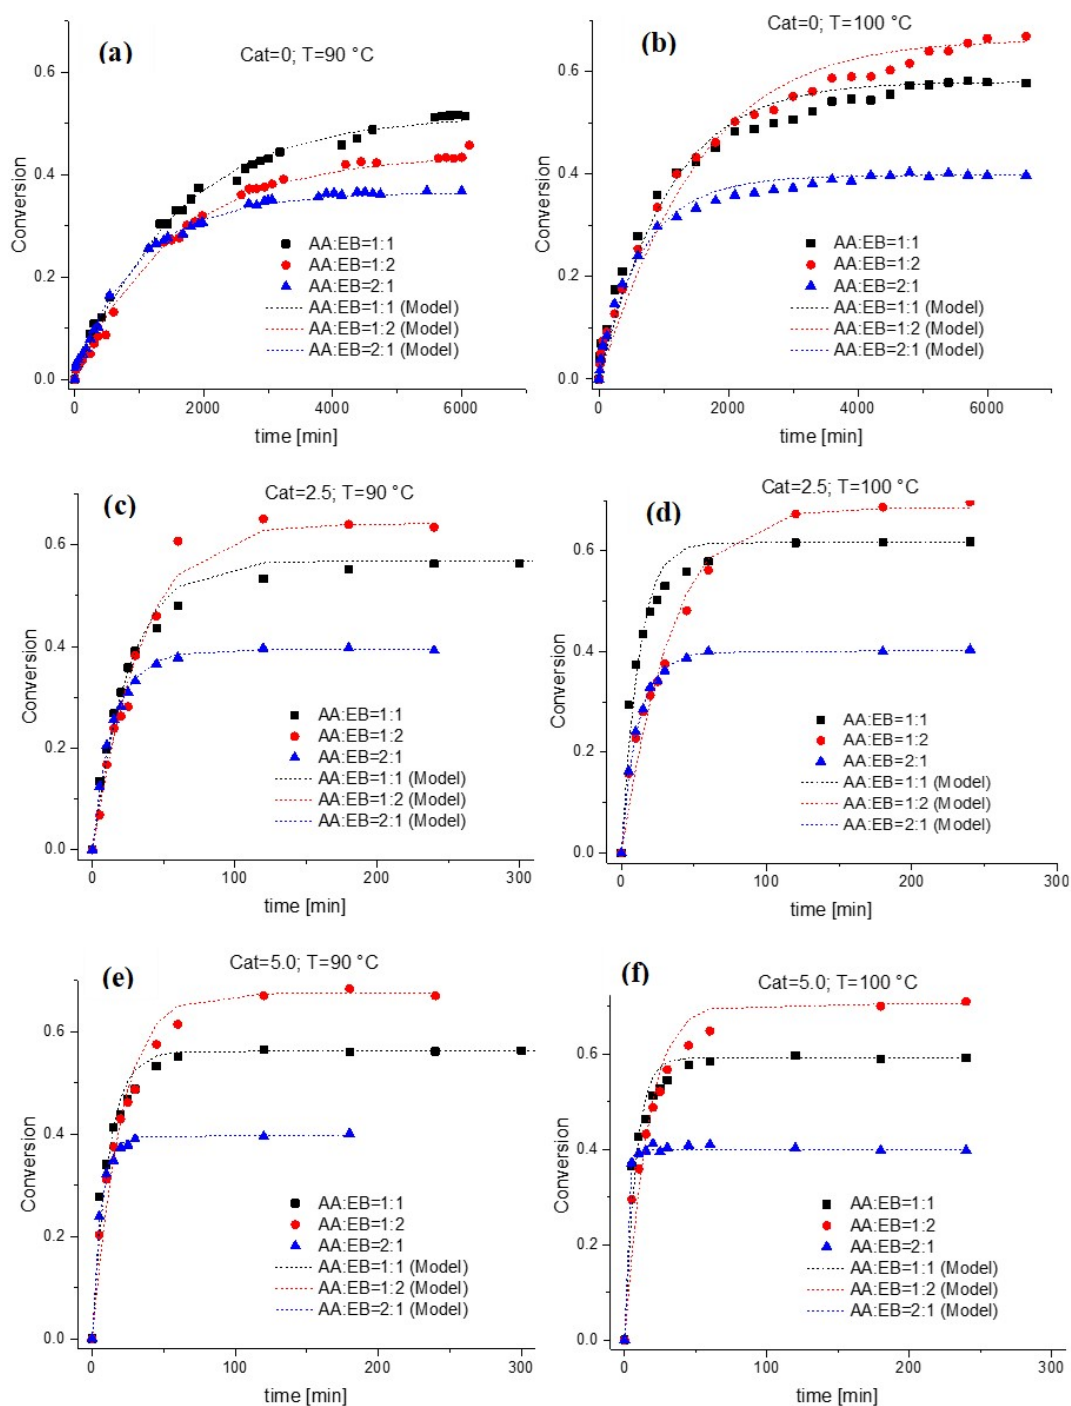 (a)
Cat=0; T=90 °C
0.6
0.4
0.2
0.0
Conversion
AA:EB=1:1
AA:EB=1:2
AA:EB=2:1
AA:EB=1:1 (Model)
AA:EB=1:2 (Model)
AA:EB=2:1 (Model)
0 2000 4000 6000
time [min]
(b)
Cat=0; T=100 °C
0.6
0.4
0.2
0.0
Conversion
AA:EB=1:1
AA:EB=1:2
AA:EB=2:1
AA:EB=1:1 (Model)
AA:EB=1:2 (Model)
AA:EB=2:1 (Model)
0 2000 4000 6000
time [min]
(c)
Cat=2.5; T=90 °C
0.6
0.4
0.2
0.0
Conversion
AA:EB=1:1
AA:EB=1:2
AA:EB=2:1
AA:EB=1:1 (Model)
AA:EB=1:2 (Model)
AA:EB=2:1 (Model)
0 100 200 300
time [min]
(d)
Cat=2.5; T=100 °C
0.6
0.4
0.2
0.0
Conversion
AA:EB=1:1
AA:EB=1:2
AA:EB=2:1
AA:EB=1:1 (Model)
AA:EB=1:2 (Model)
AA:EB=2:1 (Model)
0 100 200 300
time [min]
(e)
Cat=5.0; T=90 °C
0.6
0.4
0.2
0.0
Conversion
AA:EB=1:1
AA:EB=1:2
AA:EB=2:1
AA:EB=1:1 (Model)
AA:EB=1:2 (Model)
AA:EB=2:1 (Model)
0 100 200 300
time [min]
(f)
Cat=5.0; T=100 °C
0.6
0.4
0.2
0.0
Conversion
AA:EB=1:1
AA:EB=1:2
AA:EB=2:1
AA:EB=1:1 (Model)
AA:EB=1:2 (Model)
AA:EB=2:1 (Model)
0 100 200 300
time [min]